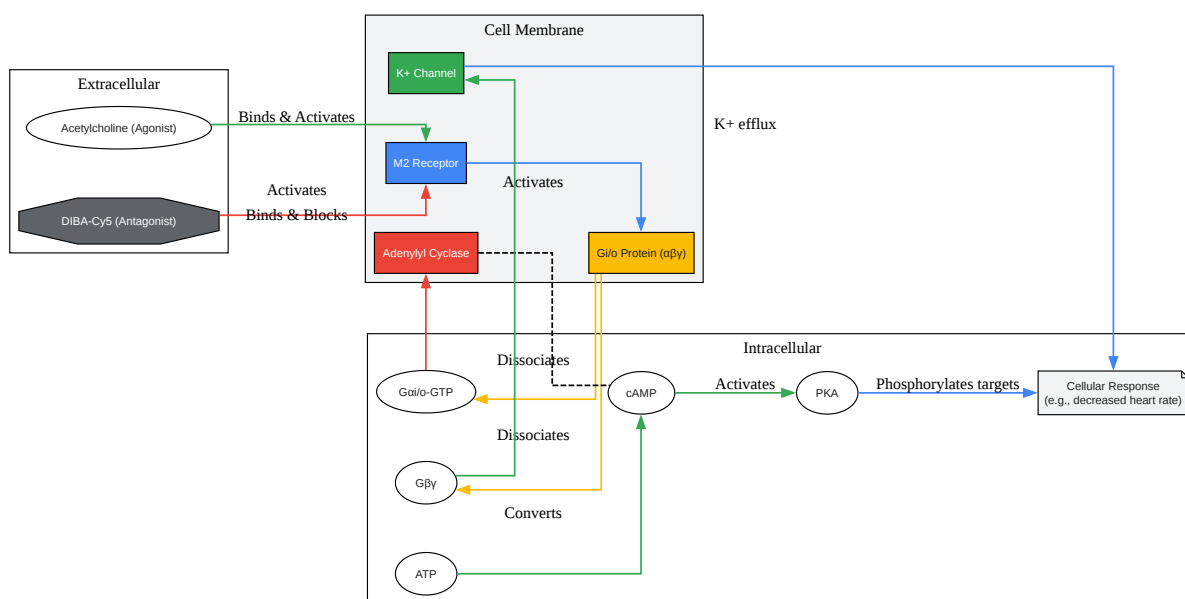 Cell Membrane
K+ Channel
Extracellular
Acetylcholine (Agonist)
Binds & Activates
K+ efflux
M2 Receptor
Activates
Activates
DIBA-Cy5 (Antagonist)
Binds & Blocks
Adenylyl Cyclase
Gi/o Protein (αβγ)
Intracellular
Dissociates
Gαi/o-GTP
cAMP
Activates
PKA
Phosphorylates targets
Cellular Response
(e.g., decreased heart rate)
Dissociates
Gβγ
Converts
ATP